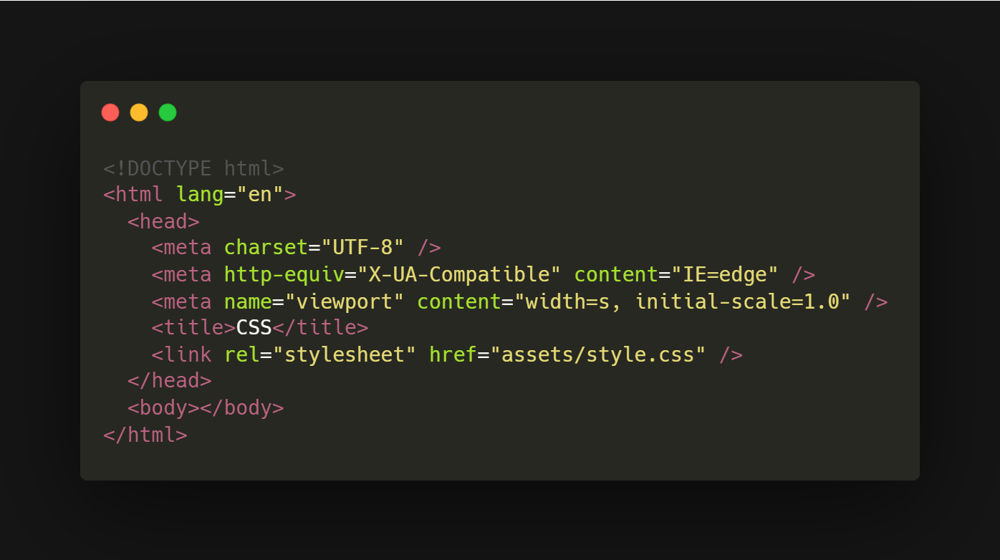 <!DOCTYPE html>
<html lang="en">
  <head>
    <meta charset="UTF-8" />
    <meta http-equiv="X-UA-Compatible" content="IE=edge" />
    <meta name="viewport" content="width=s, initial-scale=1.0" />
    <title>CSS</title>
    <link rel="stylesheet" href="assets/style.css" />
  </head>
  <body></body>
</html>